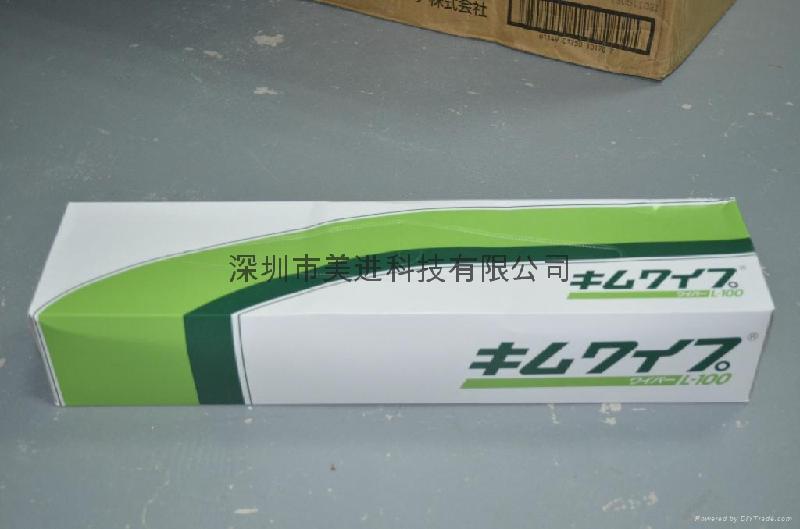 株式会社
深圳市美进科技有限公司
キムワイプ®
ワイパー L-100
キムワイプ®
ワイパー L-100
Powered by DIYTrade.com